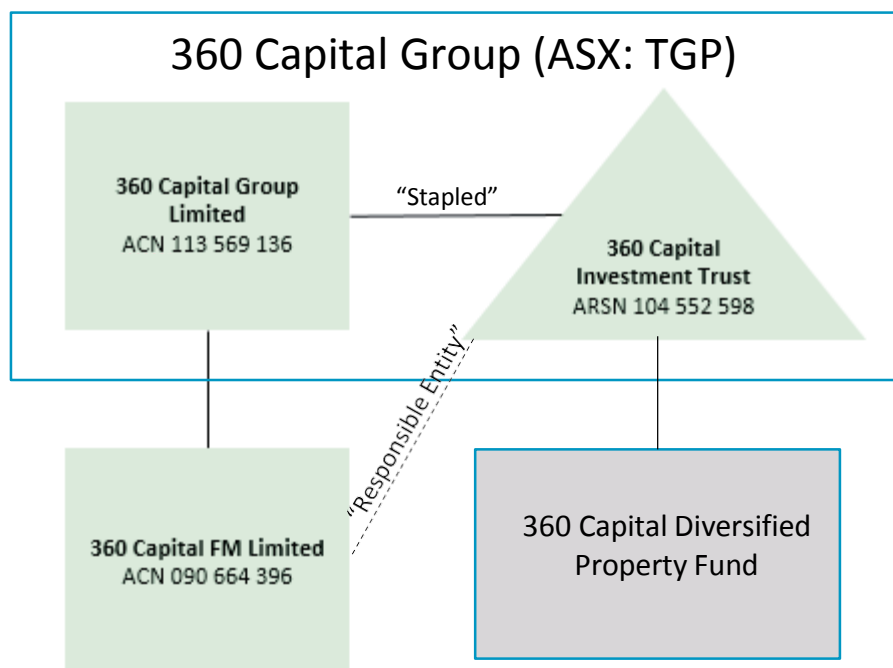 360 Capital Group (ASX: TGP)
360 Capital Group
Limited
ACN 113 569 136
“Stapled”
360 Capital
Investment Trust
ARSN 104 552 598
“Responsible Entity”
360 Capital FM Limited
ACN 090 664 396
360 Capital Diversified
Property Fund